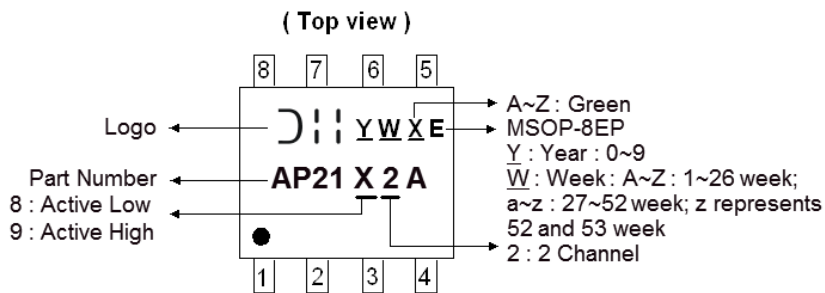 ( Top view )
8 7 6 5
Logo
Y W X E
A~Z : Green
MSOP-8EP
Y : Year : 0~9
W : Week : A~Z : 1~26 week;
a~z : 27~52 week; z represents
52 and 53 week
2 : 2 Channel
Part Number
AP21 X 2 A
8 : Active Low
9 : Active High
1 2 3 4